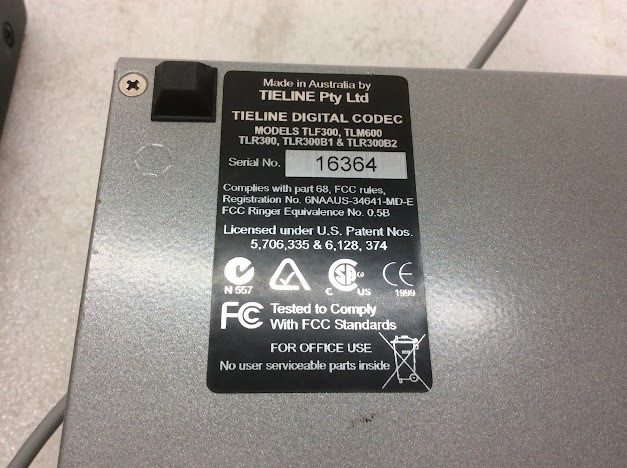 Made in Australia by
TIELINE Pty Ltd
TIELINE DIGITAL CODEC
MODELS TLF300, TLM600
TLR300, TLR300B1 & TLR300B2
Serial No. 16364
Complies with part 68, FCC rules,
Registration No. 6NAAUS-34641-MD-E
FCC Ringer Equivalence No. 0.5B
Licensed under U.S. Patent Nos.
5,706,335 & 6,128, 374
N 557
C US
CE
1999
FC Tested to Comply
With FCC Standards
FOR OFFICE USE
No user serviceable parts inside